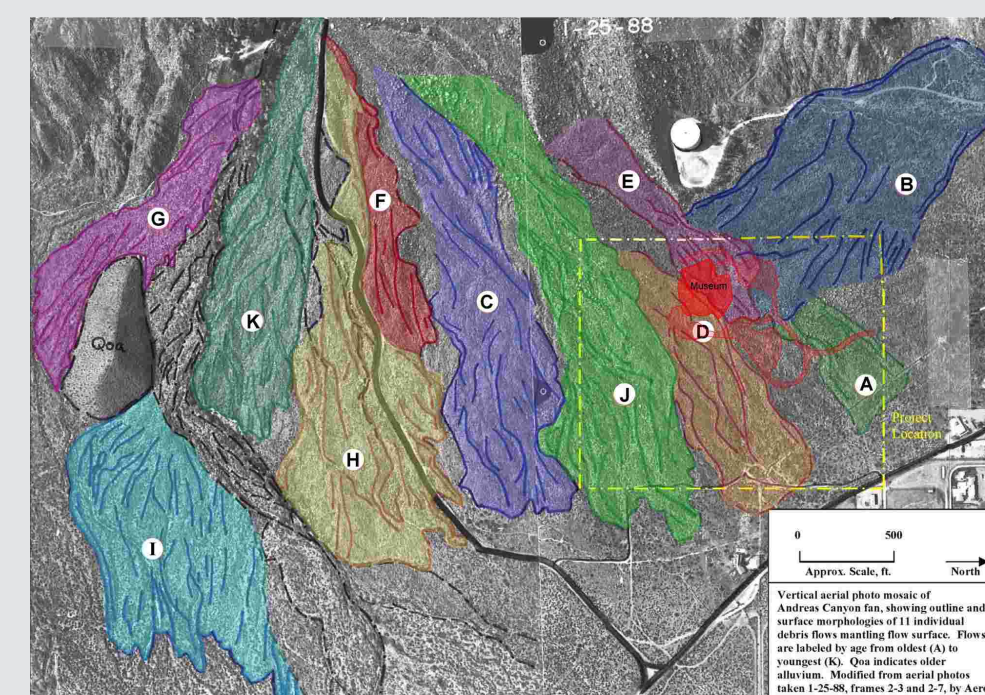 1-25-88
G
E
B
F
K
C
Qoa
Museum
D
A
J
Project
Location
H
I
0 500
Approx. Scale, ft. North
Vertical aerial photo mosaic of
Andreas Canyon fan, showing outline and
surface morphologies of 11 individual
debris flows mantling flow surface. Flows
are labeled by age from oldest (A) to
youngest (K). Qoa indicates older
alluvium. Modified from aerial photos
taken 1-25-88, frames 2-3 and 2-7, by Aero